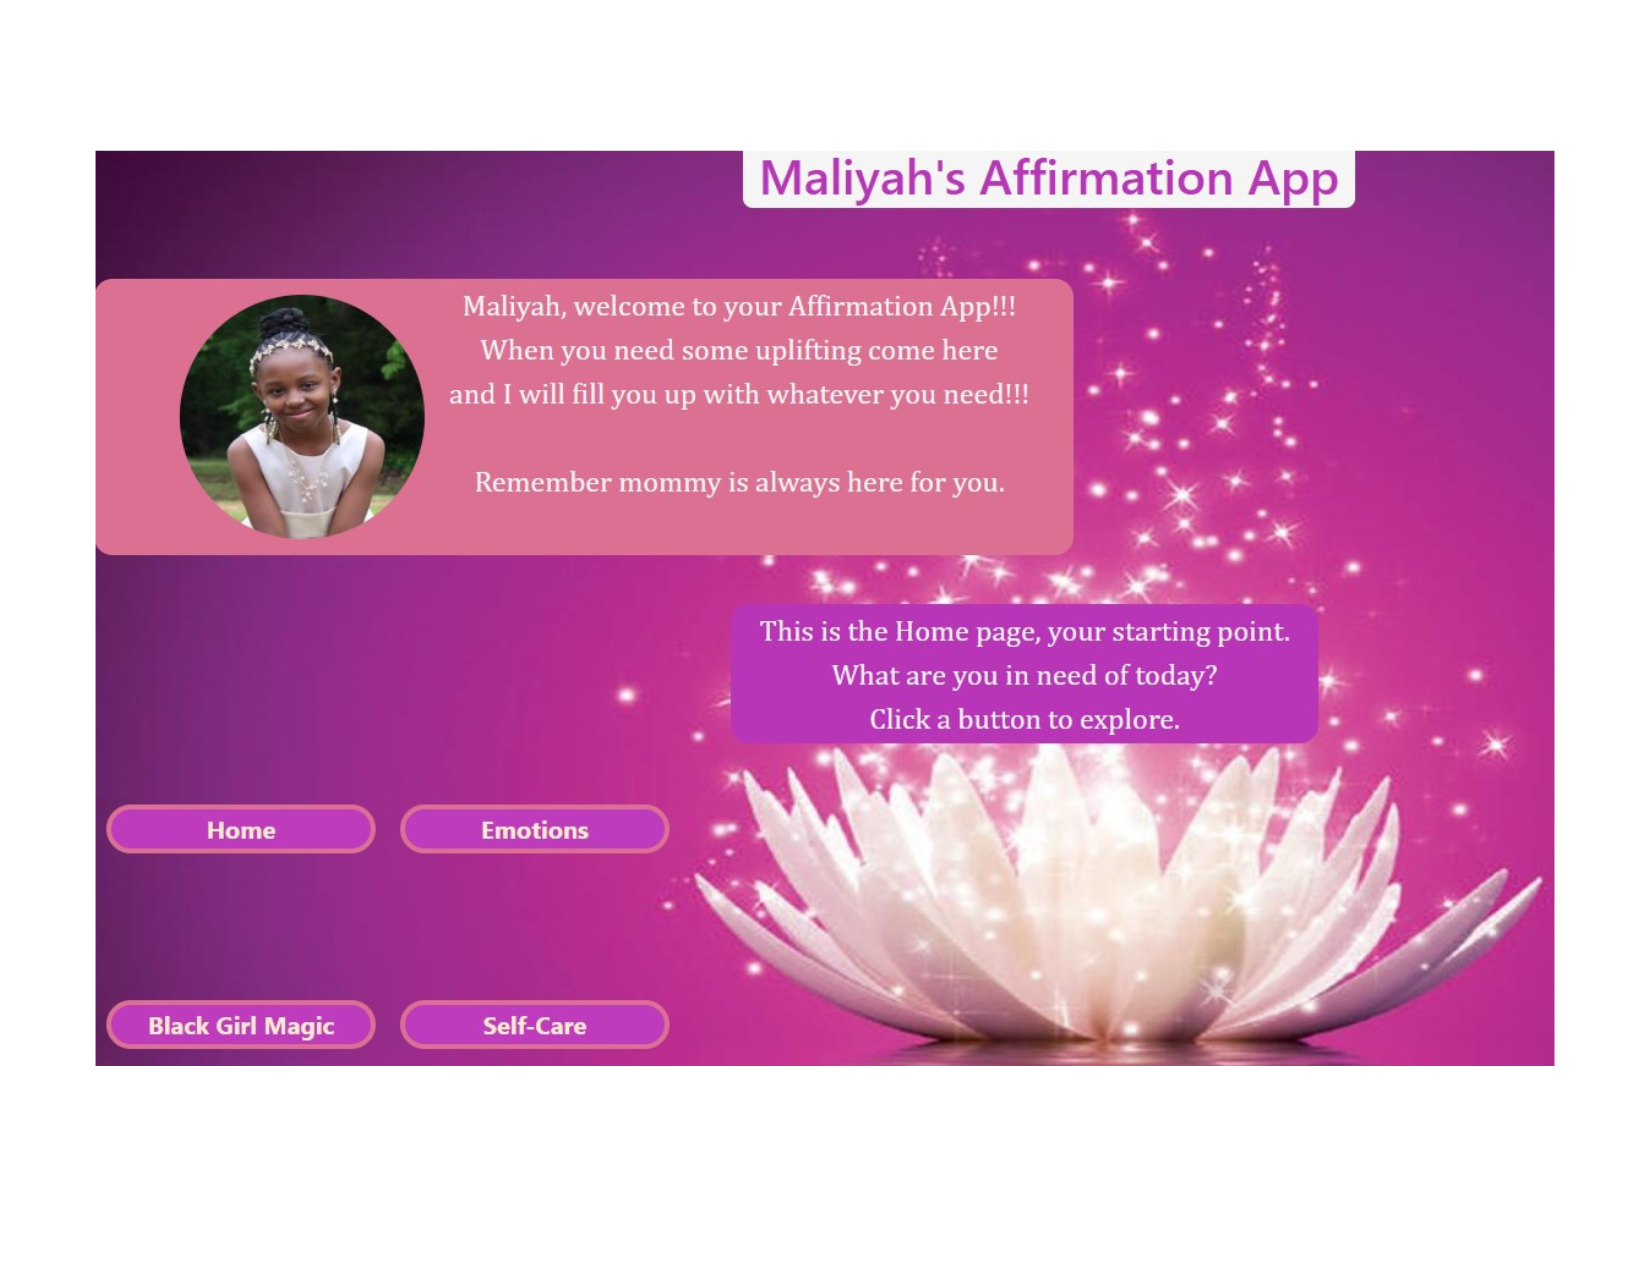 Maliyah's Affirmation App
Maliyah, welcome to your Affirmation App!!!
When you need some uplifting come here
and I will fill you up with whatever you need!!!
Remember mommy is always here for you.
This is the Home page, your starting point.
What are you in need of today?
Click a button to explore.
Home
Emotions
Black Girl Magic
Self-Care